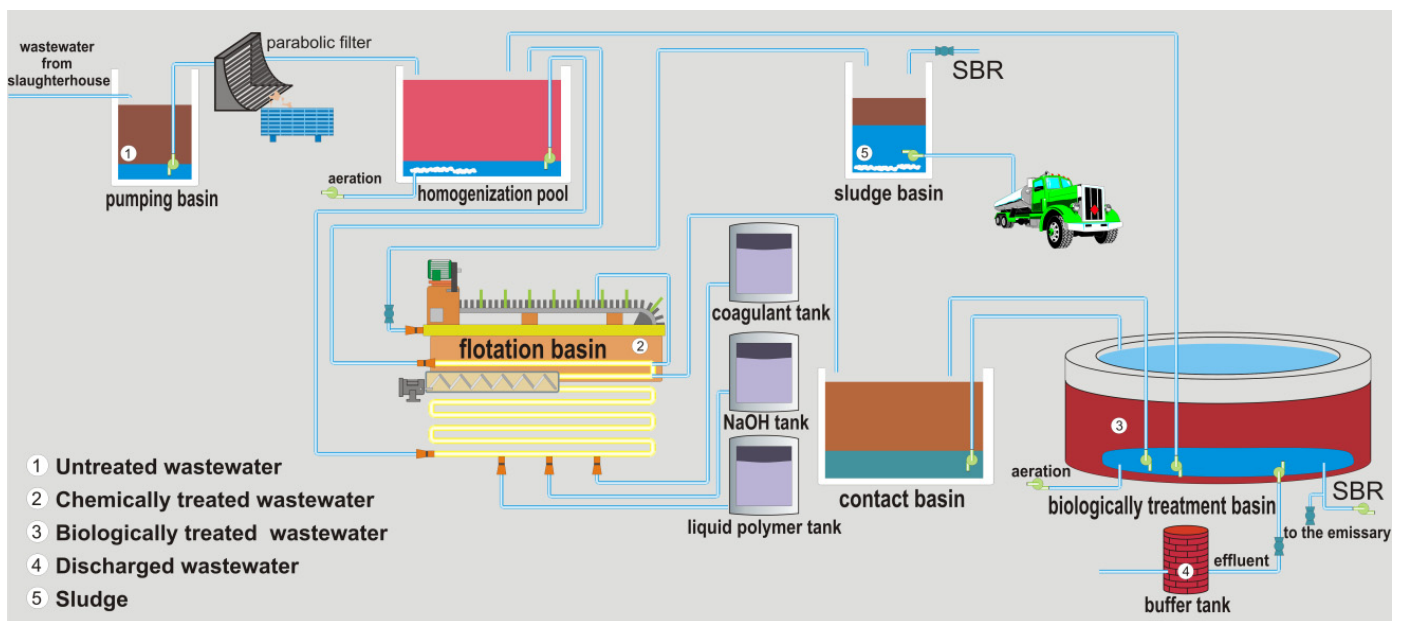 wastewater
from
slaughterhouse
parabolic filter
SBR
1
5
aeration
pumping basin
homogenization pool
sludge basin
coagulant tank
flotation basin
2
NaOH tank
3
1 Untreated wastewater
2 Chemically treated wastewater
3 Biologically treated wastewater
4 Discharged wastewater
5 Sludge
liquid polymer tank
contact basin
aeration
biologically treatment basin
SBR
to the emissary
effluent
4
buffer tank